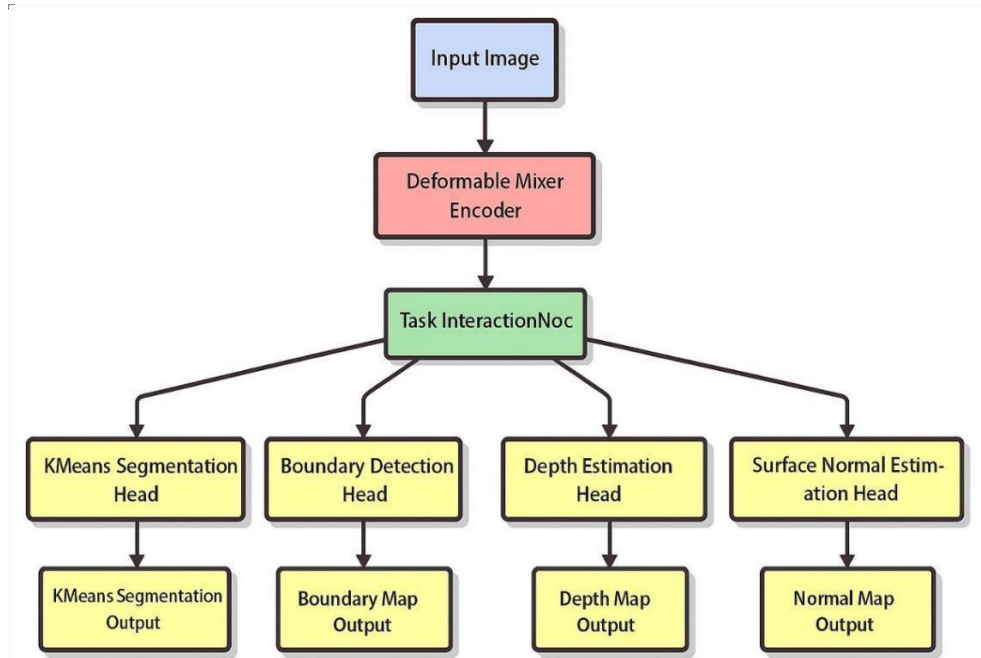 Input Image
Deformable Mixer
Encoder
Task InteractionNoc
KMeans Segmentation
Head
Boundary Detection
Head
Depth Estimation
Head
Surface Normal Estim-
ation Head
KMeans Segmentation
Output
Boundary Map
Output
Depth Map
Output
Normal Map
Output